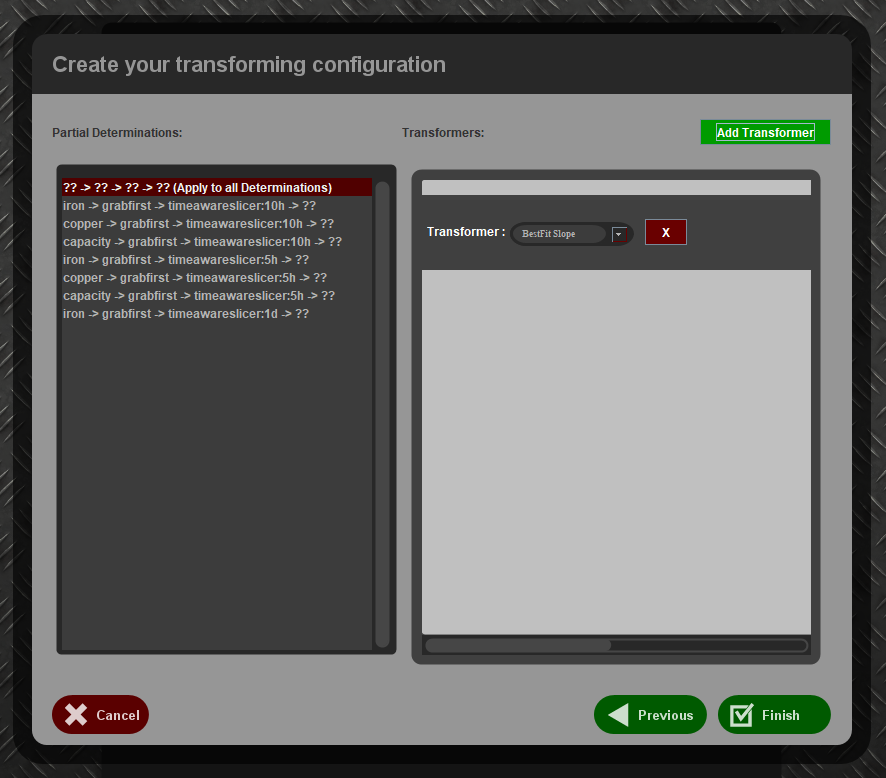 Create your transforming configuration
Partial Determinations:
Transformers:
Add Transformer
?? -> ?? -> ?? -> ?? (Apply to all Determinations)
iron -> grabfirst -> timeawareslicer:10h -> ??
copper -> grabfirst -> timeawareslicer:10h -> ??
capacity -> grabfirst -> timeawareslicer:10h -> ??
iron -> grabfirst -> timeawareslicer:5h -> ??
copper -> grabfirst -> timeawareslicer:5h -> ??
capacity -> grabfirst -> timeawareslicer:5h -> ??
iron -> grabfirst -> timeawareslicer:1d -> ??
Transformer :
BestFit Slope
X
Cancel
Previous
Finish